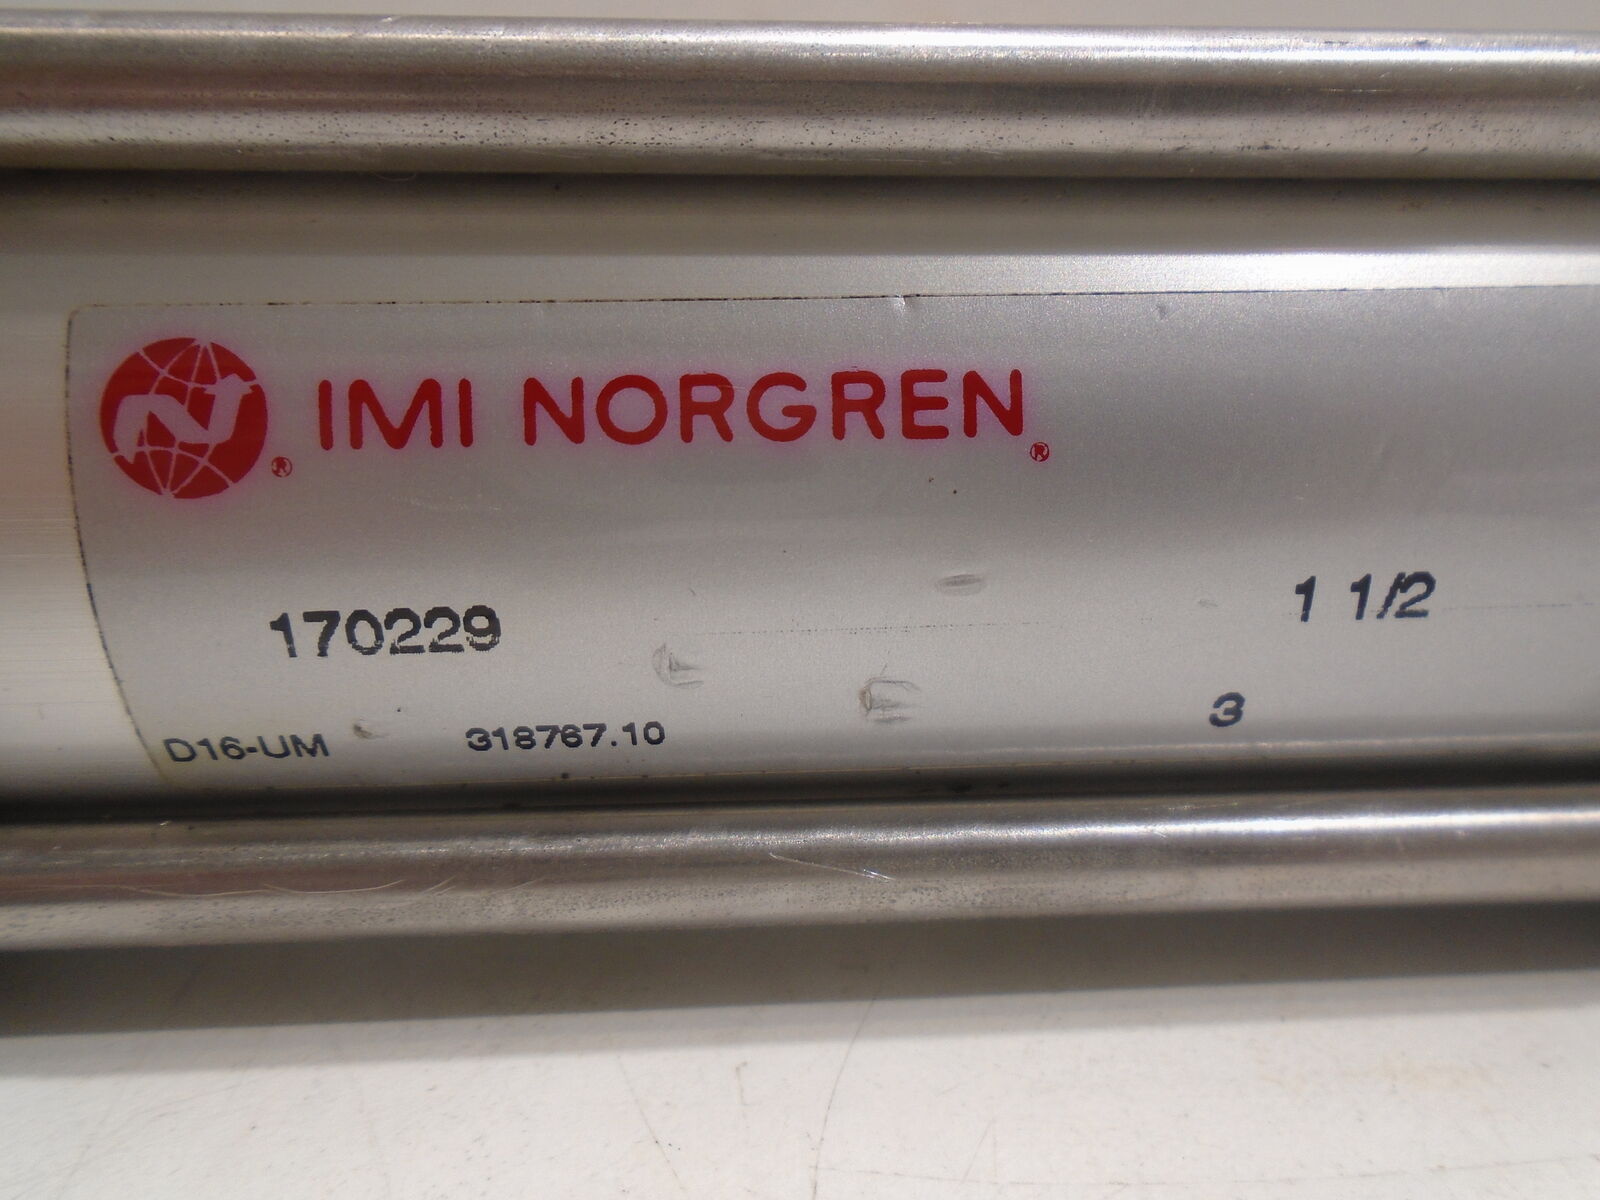 ® IMI NORGREN®
170229 1 1/2
D16-UM 318767.10 3